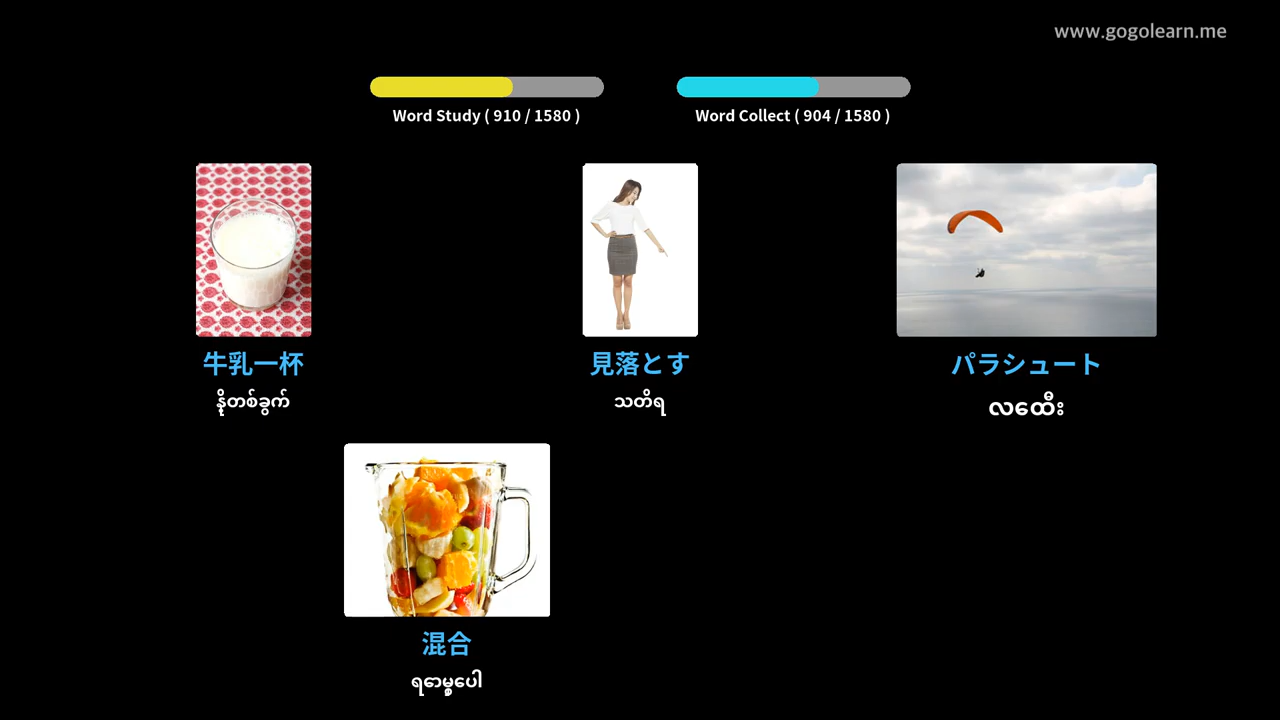 www.gogolearn.me
Word Study ( 910 / 1580 )
Word Collect ( 904 / 1580 )
牛乳一杯
見落とす
パラシュート
နို့တစ်ခွက်
သတိရ
လထေီး
混合
ရောမွှပေါ